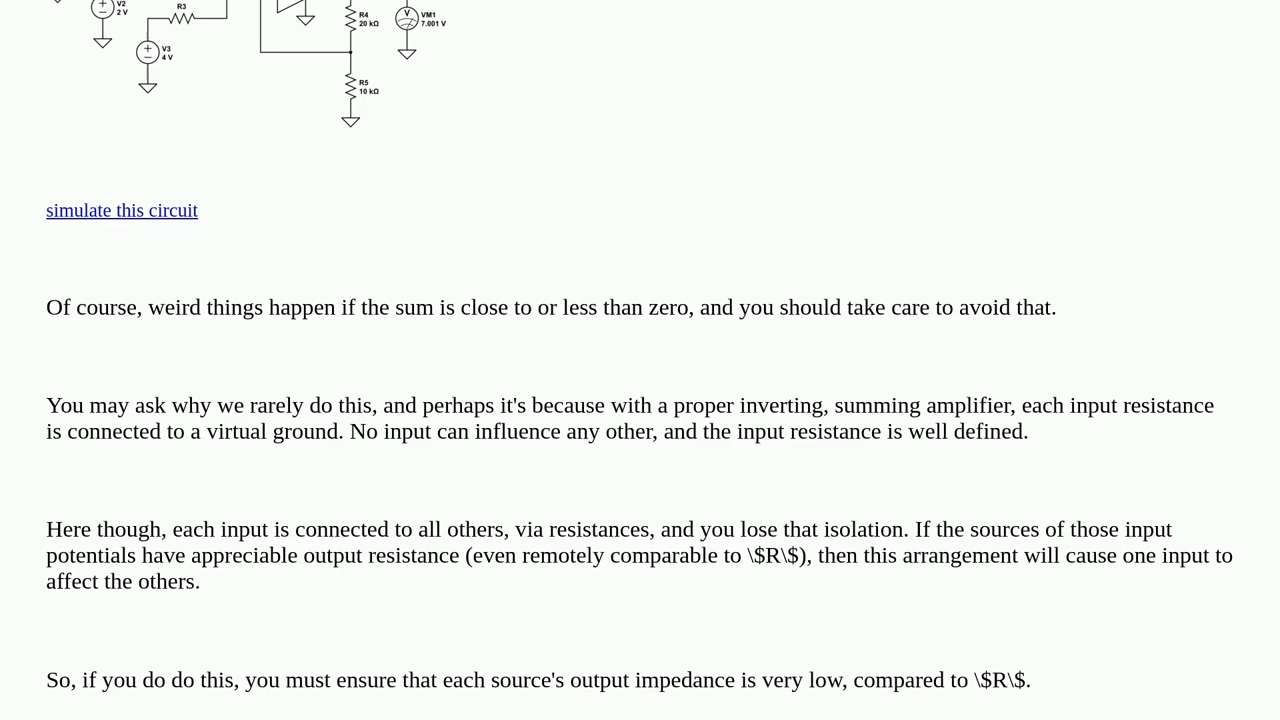 V2
2 V
R3
V3
4 V
R4
20 kΩ
V
VM1
7.001 V
R5
10 kΩ
simulate this circuit
Of course, weird things happen if the sum is close to or less than zero, and you should take care to avoid that.
You may ask why we rarely do this, and perhaps it's because with a proper inverting, summing amplifier, each input resistance
is connected to a virtual ground. No input can influence any other, and the input resistance is well defined.
Here though, each input is connected to all others, via resistances, and you lose that isolation. If the sources of those input
potentials have appreciable output resistance (even remotely comparable to \$R\$), then this arrangement will cause one input to
affect the others.
So, if you do do this, you must ensure that each source's output impedance is very low, compared to \$R\$.